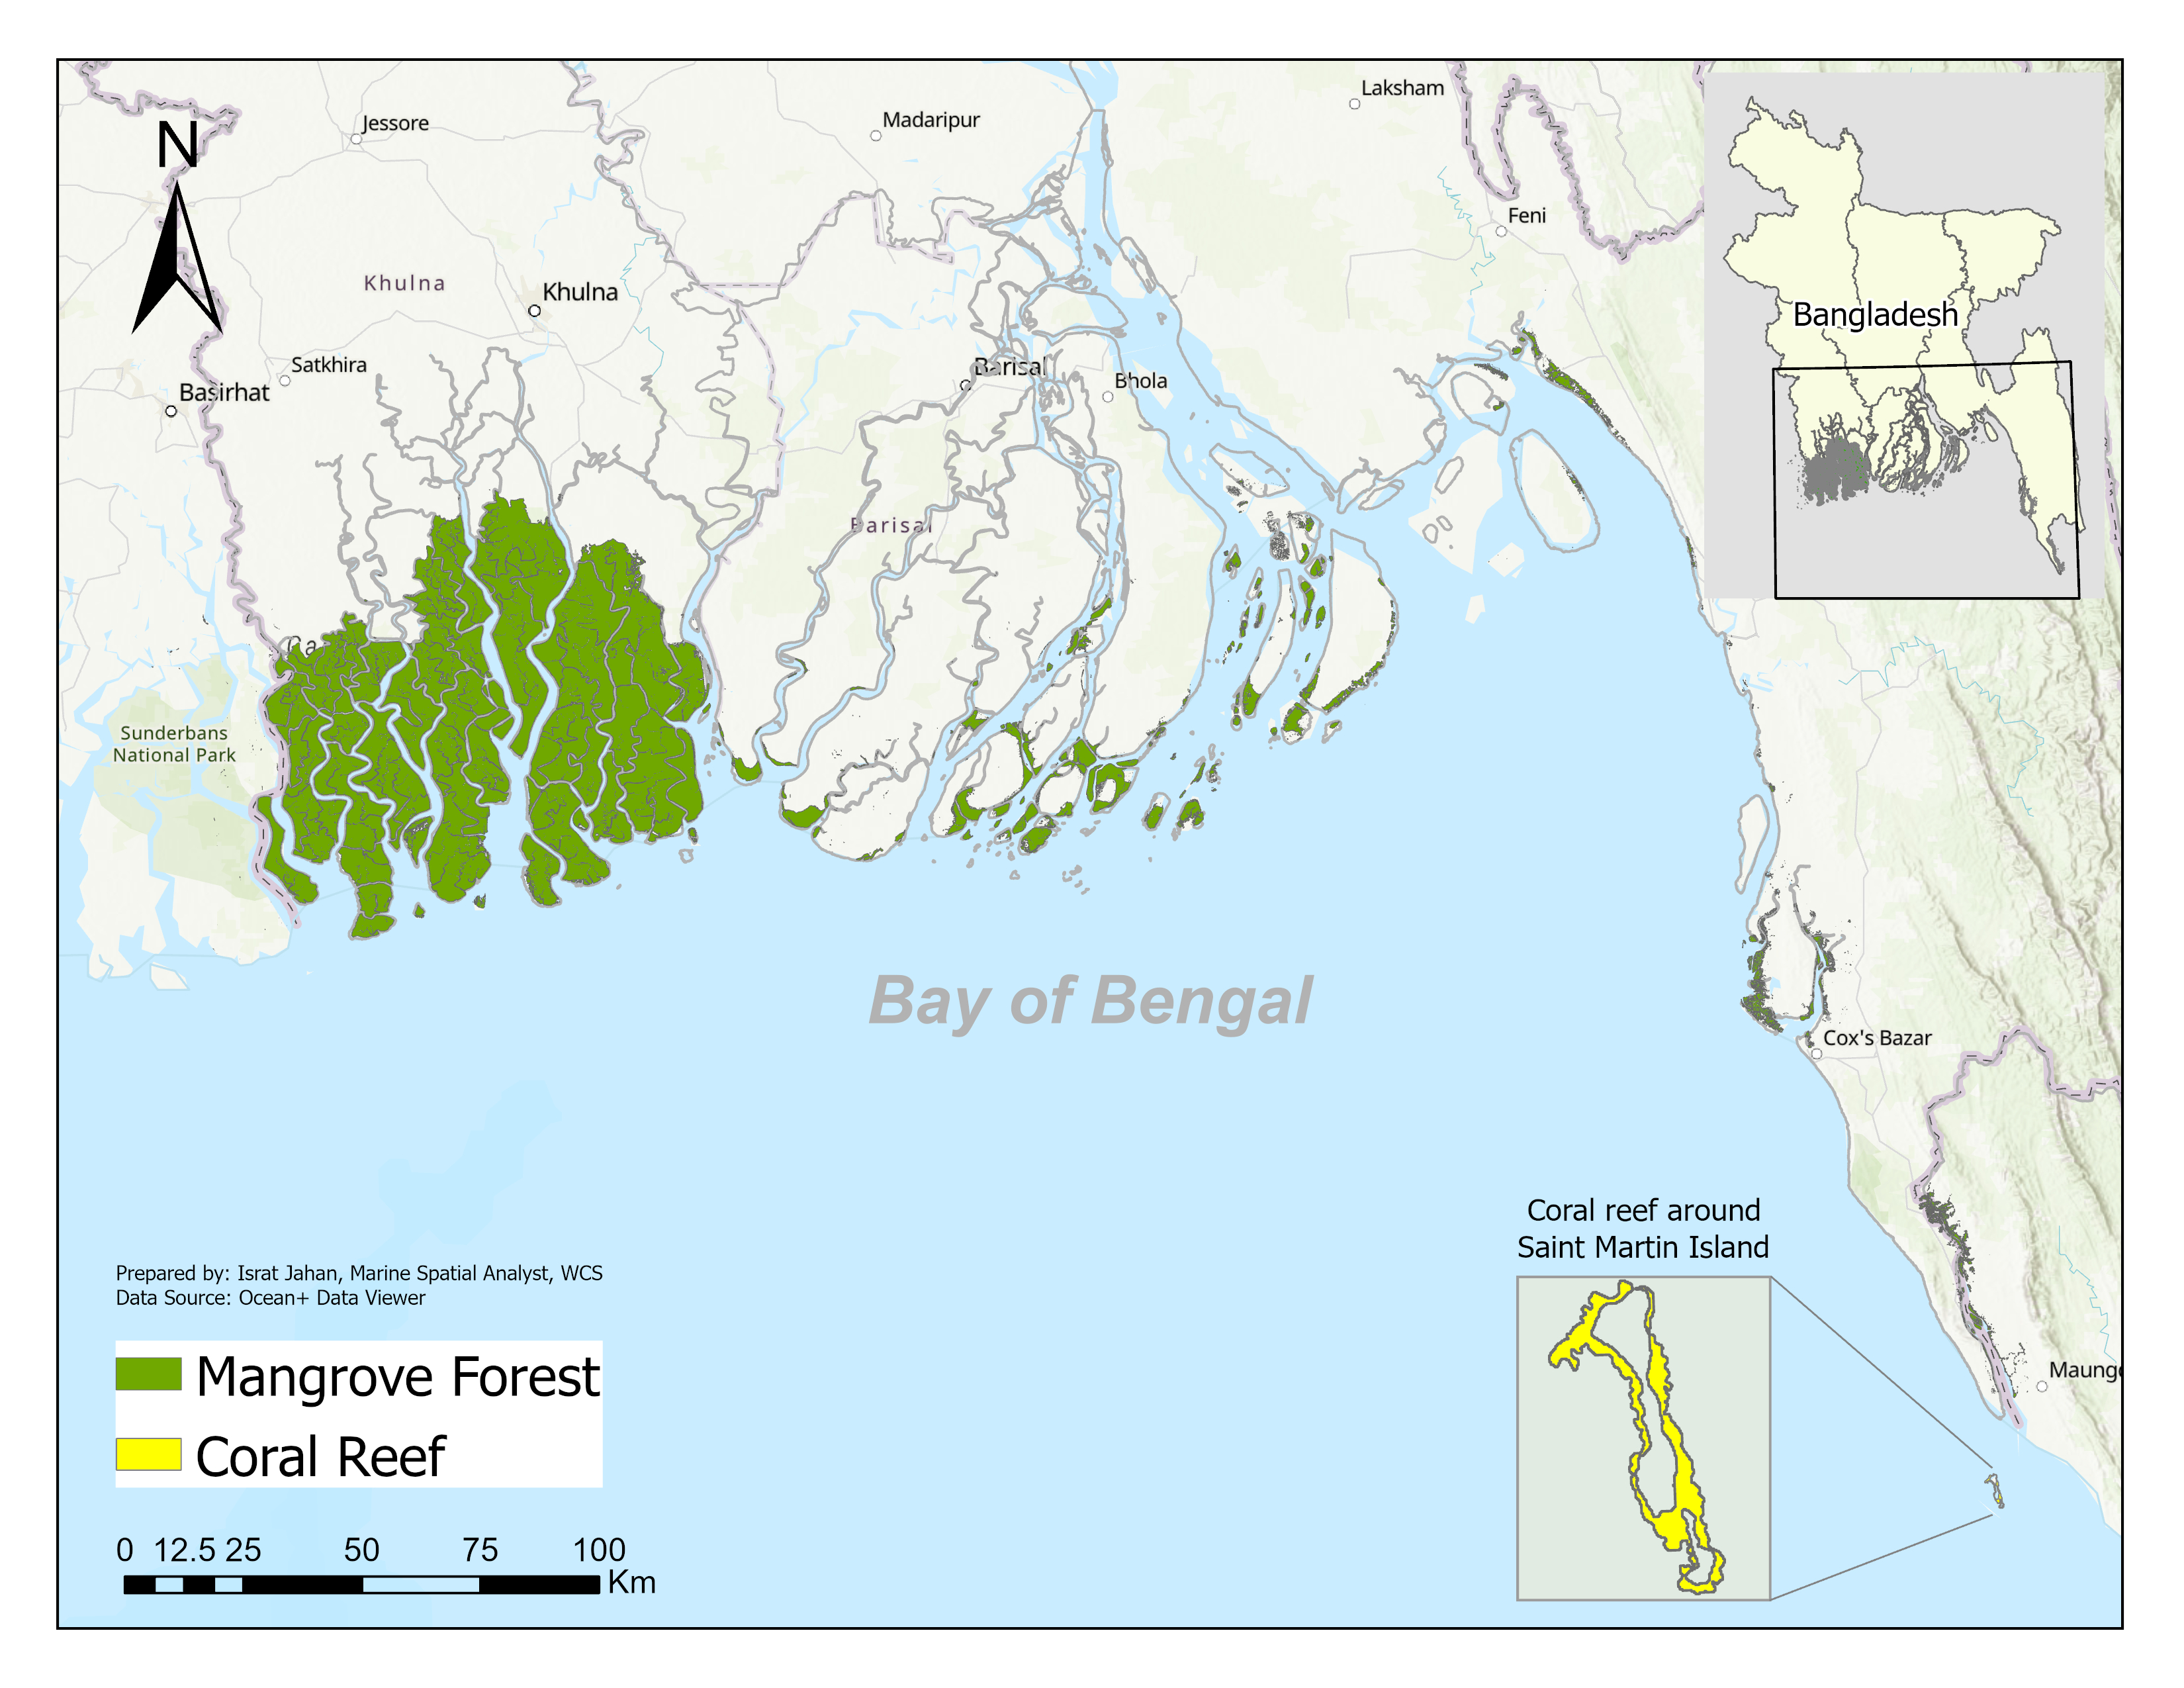 Laksham
Jessore
Madaripur
N
Feni
Khulna
Khulna
Bangladesh
Satkhira
Barisal
Bhola
Basirhat
Barisal
Sunderbans
National Park
Bay of Bengal
Cox's Bazar
Coral reef around
Saint Martin Island
Prepared by: Israt Jahan, Marine Spatial Analyst, WCS
Data Source: Ocean+ Data Viewer
Mangrove Forest
Coral Reef
0 12.5 25 50 75 100
Km